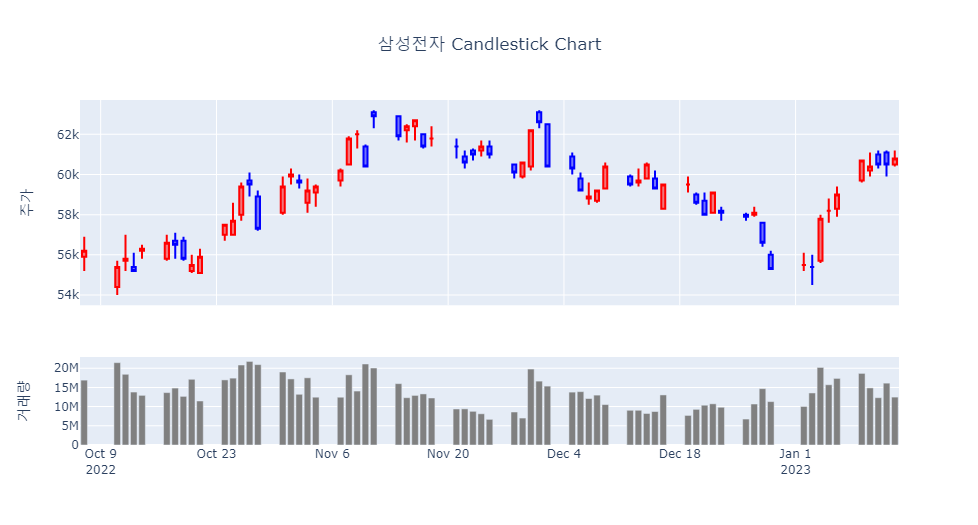 삼성전자 Candlestick Chart
주가
62k
60k
58k
56k
54k
거래량
20M
15M
10M
5M
0
Oct 9
2022
Oct 23
Nov 6
Nov 20
Dec 4
Dec 18
Jan 1
2023